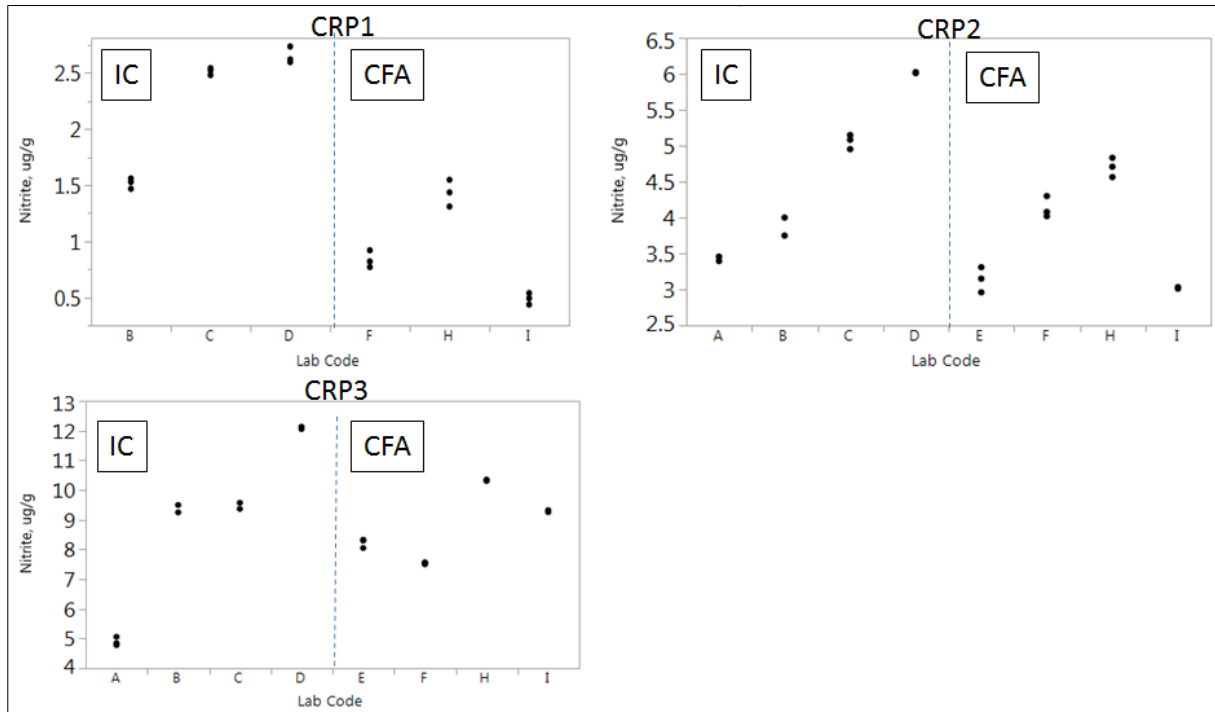 CRP1
IC
CFA
Nitrite, ug/g
2.5
2
1.5
1
0.5
B C D F H I
Lab Code
CRP2
IC
CFA
Nitrite, ug/g
6.5
6
5.5
5
4.5
4
3.5
3
2.5
A B C D E F H I
Lab Code
CRP3
IC
CFA
Nitrite, ug/g
13
12
11
10
9
8
7
6
5
4
A B C D E F H I
Lab Code